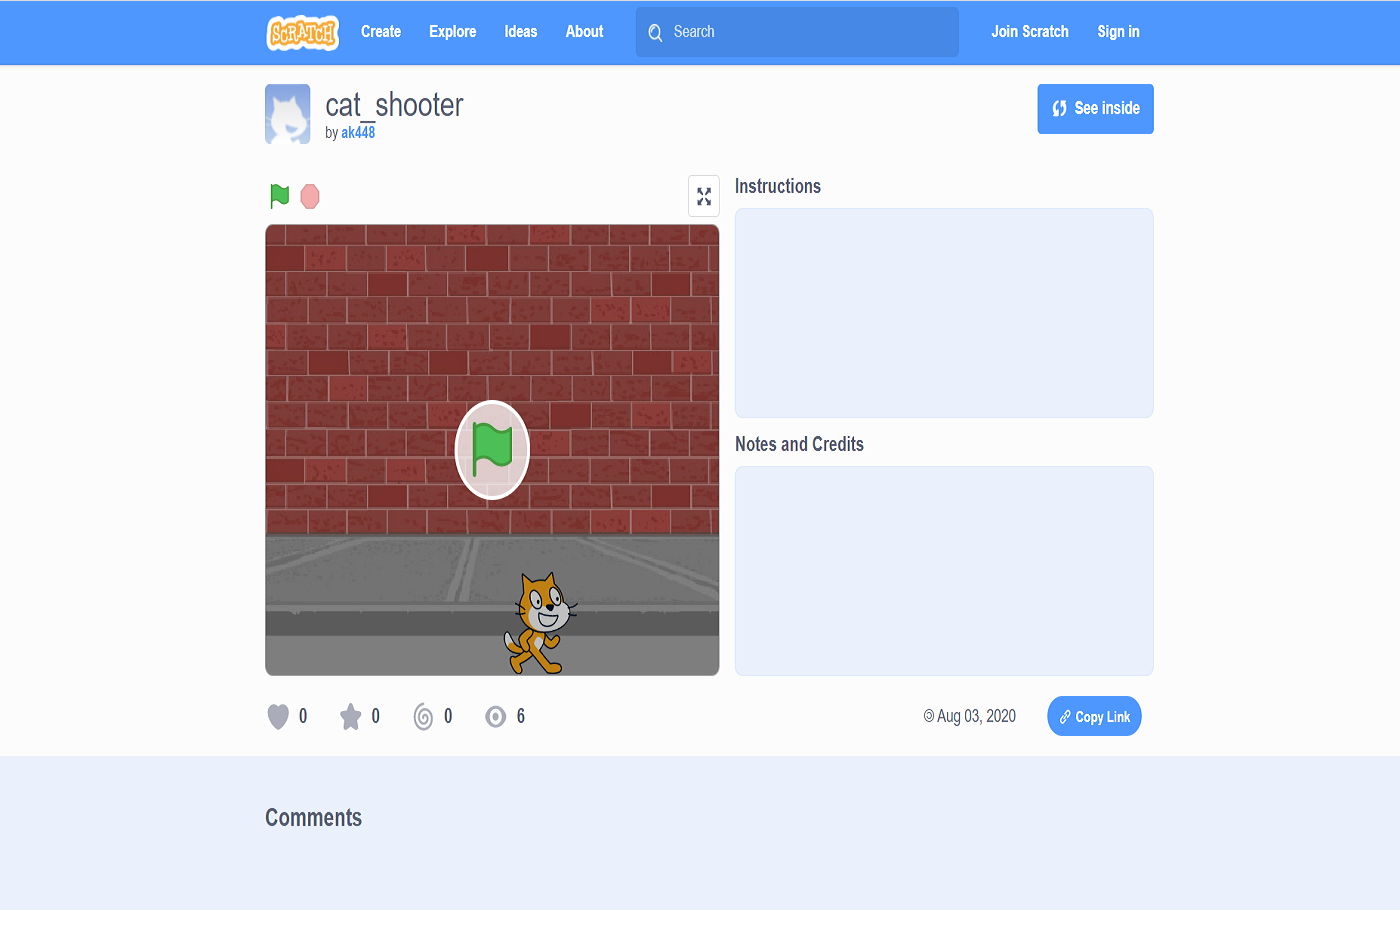 SCRATCH Create Explore Ideas About Search Join Scratch Sign in
cat_shooter
by ak448
See inside
Instructions
Notes and Credits
0 0 0 6
Aug 03, 2020 Copy Link
Comments